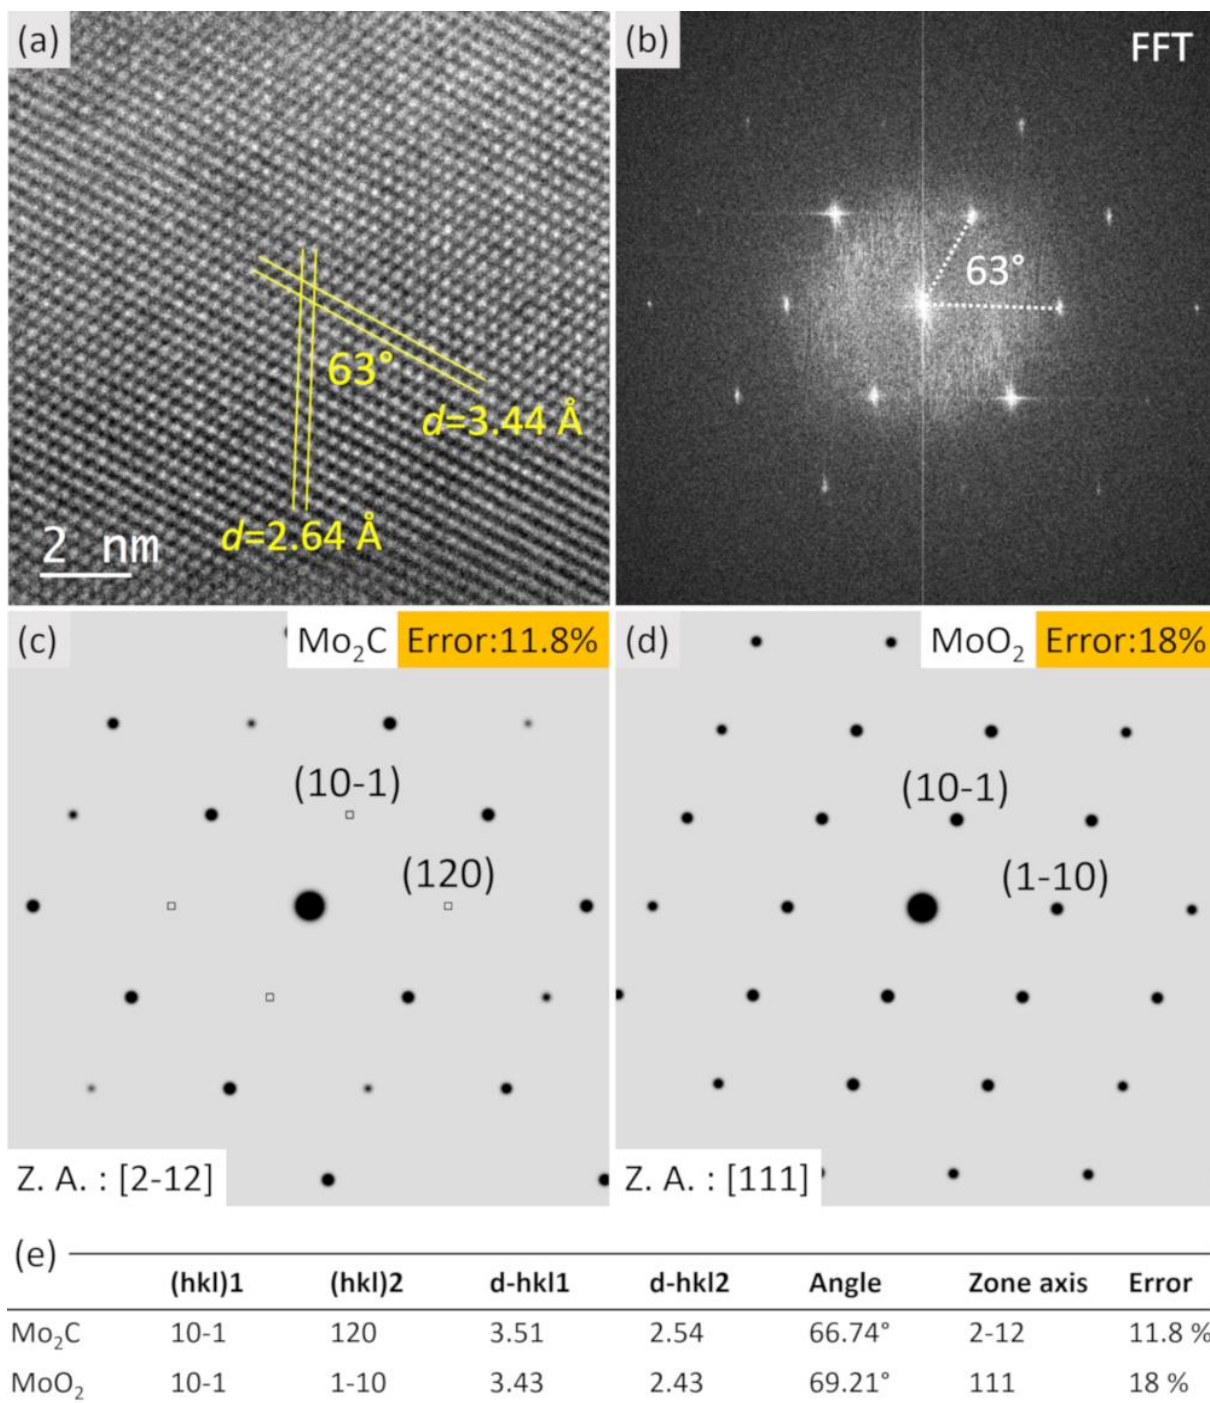 (a)
63°
d=3.44 Å
d=2.64 Å
2 nm
(b)
FFT
63°
(c)
Mo₂C
Error:11.8%
(10-1)
(120)
Z. A. : [2-12]
(d)
MoO₂
Error:18%
(10-1)
(1-10)
Z. A. : [111]
(e)
(hkl)1 (hkl)2 d-hkl1 d-hkl2 Angle Zone axis Error
Mo₂C 10-1 120 3.51 2.54 66.74° 2-12 11.8 %
MoO₂ 10-1 1-10 3.43 2.43 69.21° 111 18 %